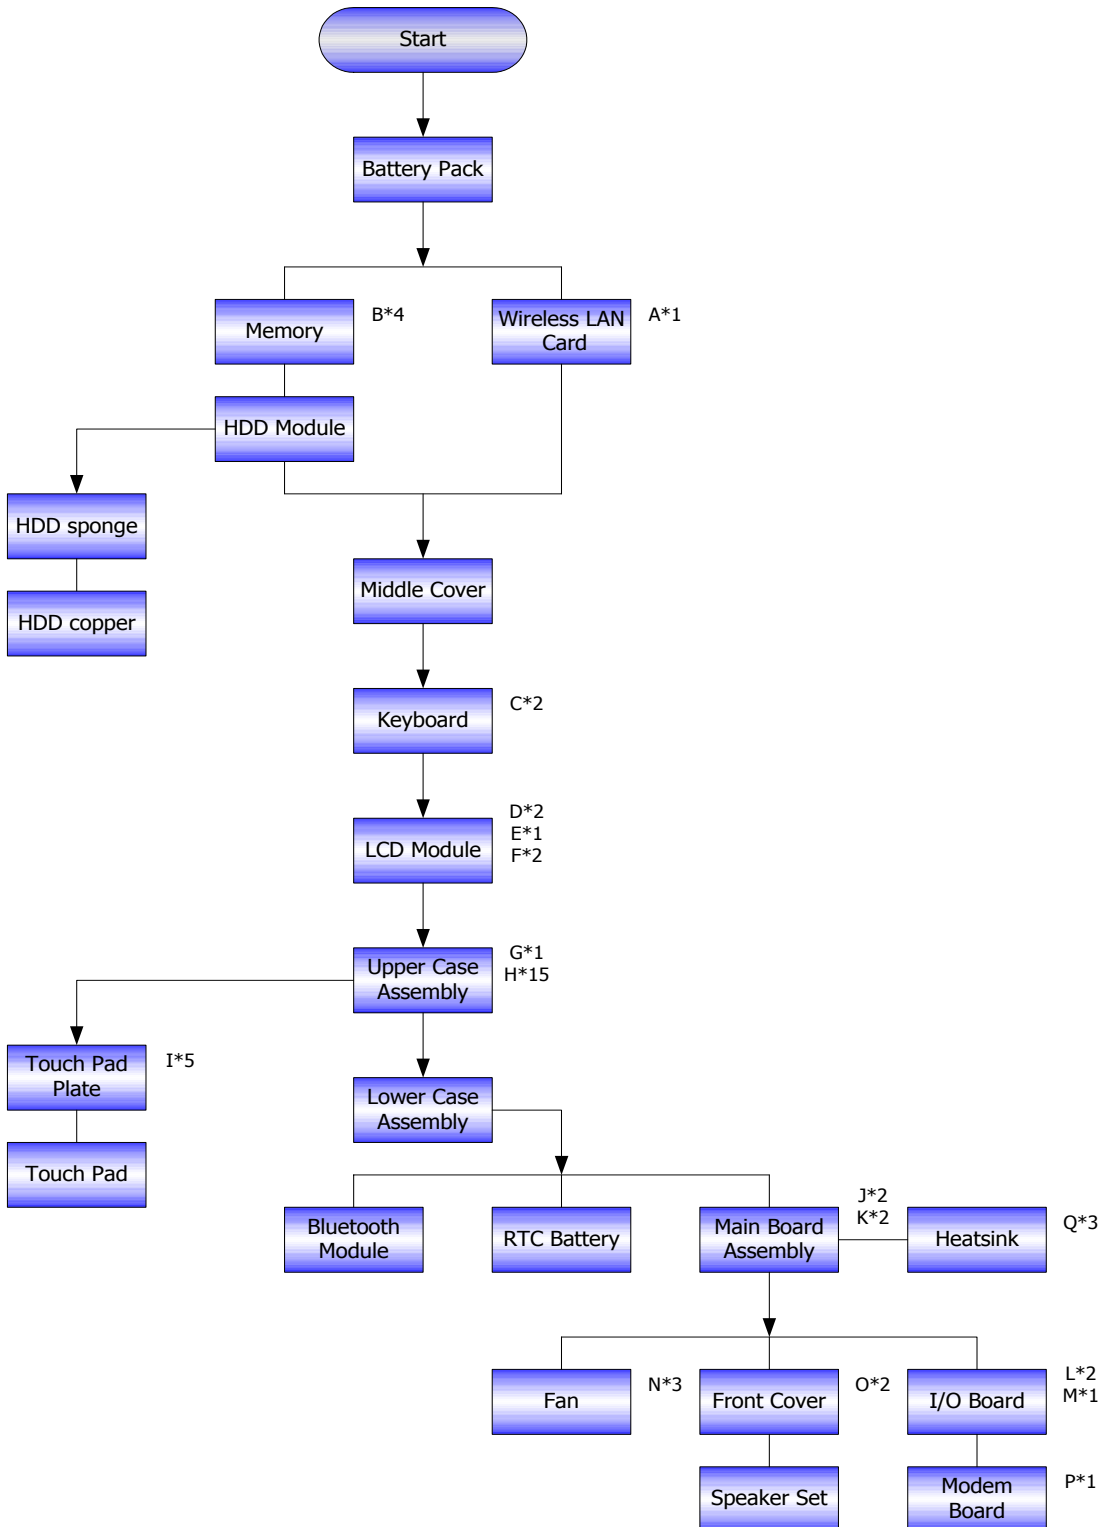 Start
Battery Pack
Memory
B*4
Wireless LAN
Card
A*1
HDD Module
HDD sponge
HDD copper
Middle Cover
Keyboard
C*2
LCD Module
D*2
E*1
F*2
Upper Case
Assembly
G*1
H*15
Touch Pad
Plate
I*5
Touch Pad
Lower Case
Assembly
Bluetooth
Module
RTC Battery
Main Board
Assembly
J*2
K*2
Heatsink
Q*3
Fan
N*3
Front Cover
O*2
I/O Board
L*2
M*1
Speaker Set
Modem
Board
P*1